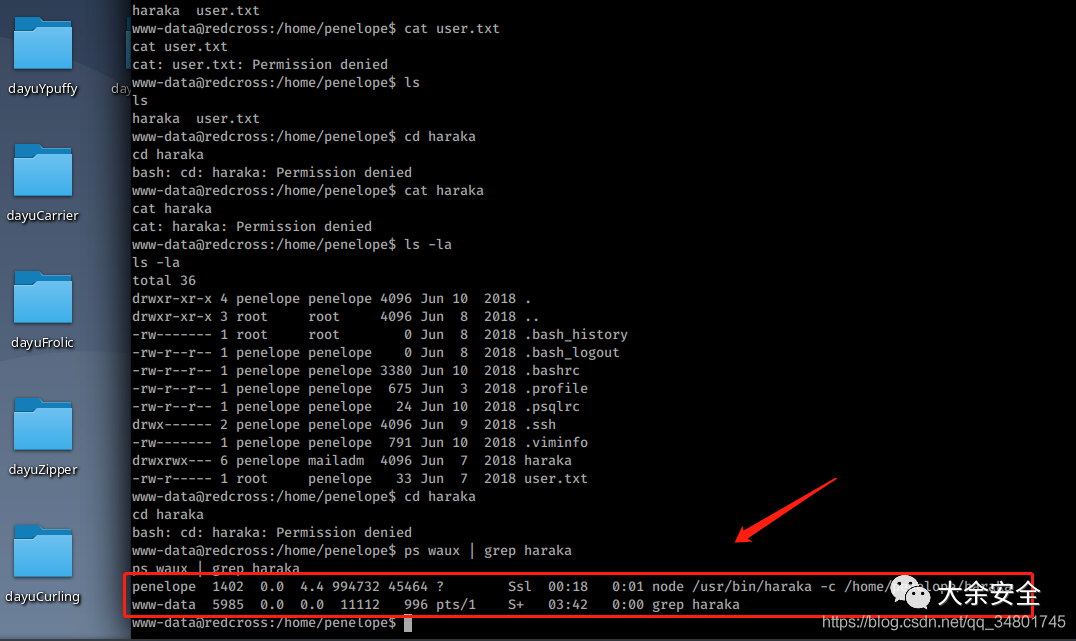 haraka  user.txt
www-data@redcross:/home/penelope$ cat user.txt
cat user.txt
cat: user.txt: Permission denied
www-data@redcross:/home/penelope$ ls
ls
haraka  user.txt
www-data@redcross:/home/penelope$ cd haraka
cd haraka
bash: cd: haraka: Permission denied
www-data@redcross:/home/penelope$ cat haraka
cat haraka
cat: haraka: Permission denied
www-data@redcross:/home/penelope$ ls -la
ls -la
total 36
drwxr-xr-x 4 penelope penelope 4096 Jun 10  2018 .
drwxr-xr-x 3 root     root     4096 Jun  8  2018 ..
-rw------- 1 root     root        0 Jun  8  2018 .bash_history
-rw-r--r-- 1 penelope penelope    0 Jun  8  2018 .bash_logout
-rw-r--r-- 1 penelope penelope 3380 Jun 10  2018 .bashrc
-rw-r--r-- 1 penelope penelope  675 Jun  3  2018 .profile
-rw-r--r-- 1 penelope penelope   24 Jun 10  2018 .psqlrc
drwx------ 2 penelope penelope 4096 Jun  9  2018 .ssh
-rw------- 1 penelope penelope  791 Jun 10  2018 .viminfo
drwxrwx--- 6 penelope mailadm  4096 Jun  7  2018 haraka
-rw-r----- 1 root     penelope   33 Jun  7  2018 user.txt
www-data@redcross:/home/penelope$ cd haraka
cd haraka
bash: cd: haraka: Permission denied
www-data@redcross:/home/penelope$ ps waux | grep haraka
ps waux | grep haraka
penelope  1402  0.0  4.4 994732 45464 ?        Ssl  00:18   0:01 node /usr/bin/haraka -c /home/
www-data  5985  0.0  0.0  11112   996 pts/1    S+   03:42   0:00 grep haraka
www-data@redcross:/home/penelope$
dayuYpuffy
dayuCarrier
dayuFrolic
dayuZipper
dayuCurling
大余安全
https://blog.csdn.net/qq_34801745